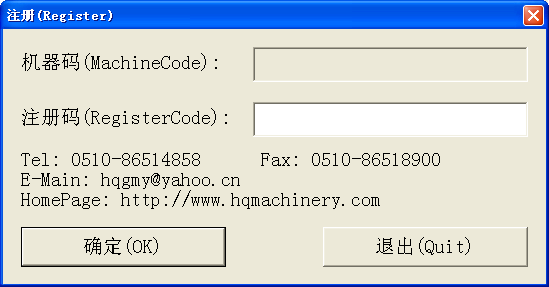 注册(Register)
机器码(MachineCode):
注册码(RegisterCode):
Tel: 0510-86514858 Fax: 0510-86518900
E-Main: hqgmy@yahoo.cn
HomePage: http://www.hqmachinery.com
确定(OK) 退出(Quit)